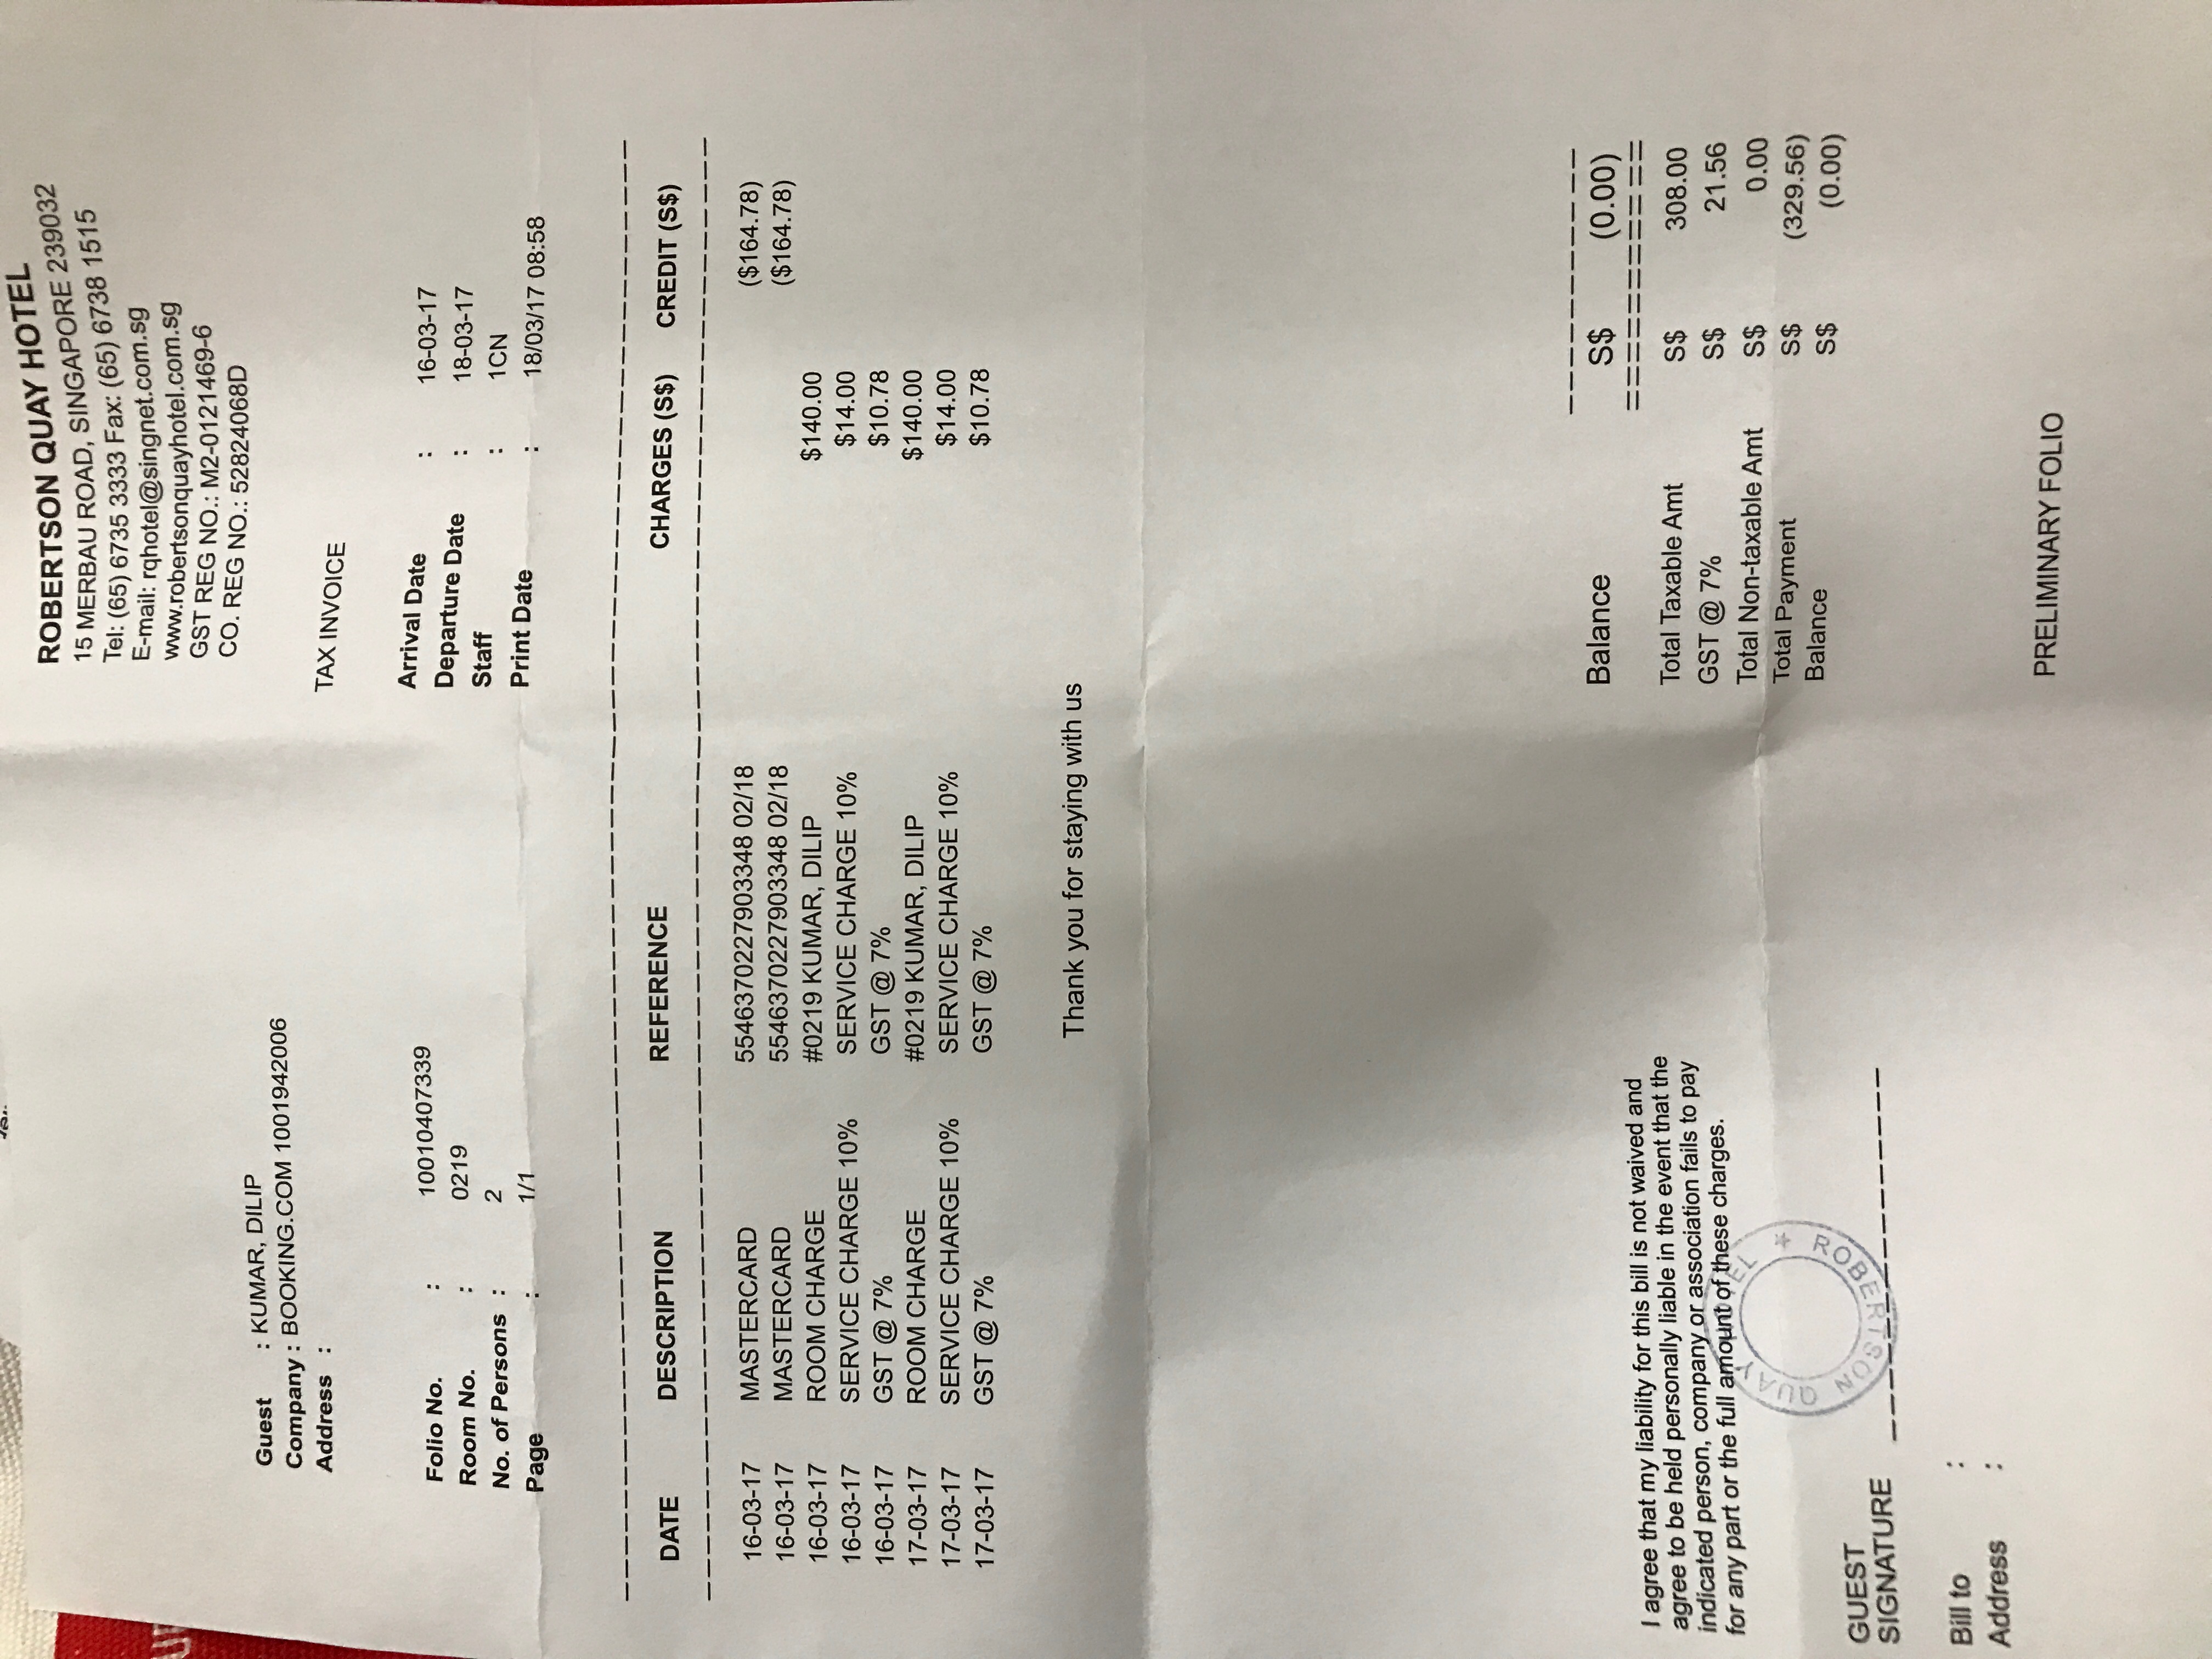 ROBERTSON QUAY HOTEL
15 MERBAU ROAD, SINGAPORE 239032
Tel: (65) 6735 3333 Fax: (65) 6738 1515
E-mail: rqhotel@singnet.com.sg
www.robertsonquayhotel.com.sg
GST REG NO.: M2-0121469-6
CO. REG NO.: 52824068D
Guest : KUMAR, DILIP
Company : BOOKING.COM 1001942006
Address :
TAX INVOICE
Folio No. : 10010407339
Room No. : 0219
No. of Persons : 2
Page : 1/1
Arrival Date : 16-03-17
Departure Date : 18-03-17
Staff : 1CN
Print Date : 18/03/17 08:58
DATE DESCRIPTION REFERENCE CHARGES (S$) CREDIT (S$)
16-03-17 MASTERCARD 5546370227903348 02/18 ($164.78)
16-03-17 MASTERCARD 5546370227903348 02/18 ($164.78)
16-03-17 ROOM CHARGE #0219 KUMAR, DILIP $140.00
16-03-17 SERVICE CHARGE 10% SERVICE CHARGE 10% $14.00
16-03-17 GST @ 7% GST @ 7% $10.78
17-03-17 ROOM CHARGE #0219 KUMAR, DILIP $140.00
17-03-17 SERVICE CHARGE 10% SERVICE CHARGE 10% $14.00
17-03-17 GST @ 7% GST @ 7% $10.78
Thank you for staying with us
Balance S$ (0.00)
Total Taxable Amt S$ 308.00
GST @ 7% S$ 21.56
Total Non-taxable Amt S$ 0.00
Total Payment S$ (329.56)
Balance S$ (0.00)
I agree that my liability for this bill is not waived and
agree to be held personally liable in the event that the
indicated person, company or association fails to pay
for any part or the full amount of these charges.
ROBERTSON QUAY HOTEL ★
GUEST
SIGNATURE
Bill to :
Address :
PRELIMINARY FOLIO